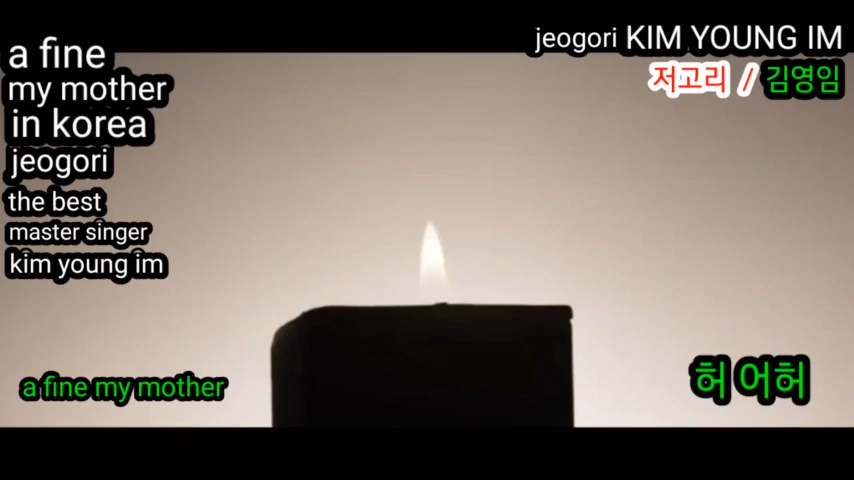 a fine
my mother
in korea
jeogori
the best
master singer
kim young im
jeogori KIM YOUNG IM
저고리 / 김영임
a fine my mother
허 어허